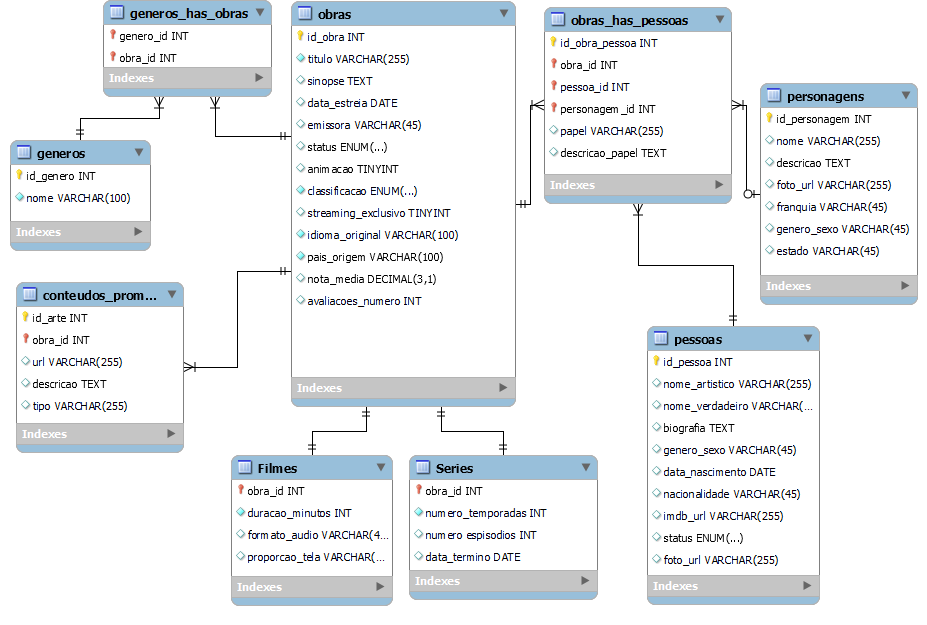 generos_has_obras
genero_id INT
obra_id INT
Indexes
obras
id_obra INT
titulo VARCHAR(255)
sinopse TEXT
data_estreia DATE
emissora VARCHAR(45)
status ENUM(...)
animacao TINYINT
classificacao ENUM(...)
streaming_exclusivo TINYINT
idioma_original VARCHAR(100)
pais_origem VARCHAR(100)
nota_media DECIMAL(3,1)
avaliacoes_numero INT
Indexes
obras_has_pessoas
id_obra_pessoa INT
obra_id INT
pessoa_id INT
personagem_id INT
papel VARCHAR(255)
descricao_papel TEXT
Indexes
personagens
id_personagem INT
nome VARCHAR(255)
descricao TEXT
foto_url VARCHAR(255)
franquia VARCHAR(45)
genero_sexo VARCHAR(45)
estado VARCHAR(45)
Indexes
generos
id_genero INT
nome VARCHAR(100)
Indexes
conteudos_prom...
id_arte INT
obra_id INT
url VARCHAR(255)
descricao TEXT
tipo VARCHAR(255)
Indexes
pessoas
id_pessoa INT
nome_artistico VARCHAR(255)
nome_verdadeiro VARCHAR(...
biografia TEXT
genero_sexo VARCHAR(45)
data_nascimento DATE
nacionalidade VARCHAR(45)
imdb_url VARCHAR(255)
status ENUM(...)
foto_url VARCHAR(255)
Indexes
Filmes
obra_id INT
duracao_minutos INT
formato_audio VARCHAR(4...
proporcao_tela VARCHAR(...
Indexes
Series
obra_id INT
numero_temporadas INT
numero espisodios INT
data_termino DATE
Indexes